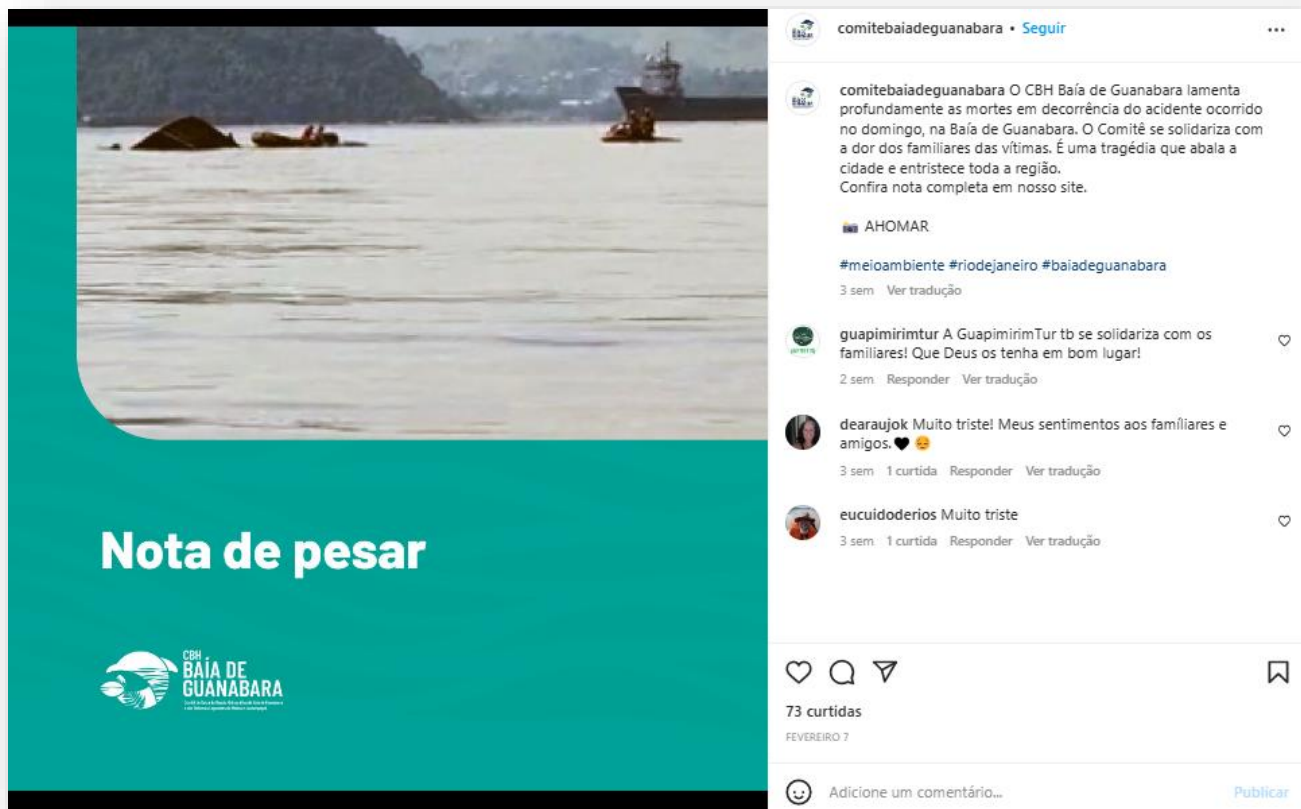 Nota de pesar
CBH
BAÍA DE
GUANABARA
comitebaiadeguanabara • Seguir
comitebaiadeguanabara O CBH Baía de Guanabara lamenta
profundamente as mortes em decorrência do acidente ocorrido
no domingo, na Baía de Guanabara. O Comitê se solidariza com
a dor dos familiares das vítimas. É uma tragédia que abala a
cidade e entristece toda a região.
Confira nota completa em nosso site.
📸 AHOMAR
#meioambiente #riodejaneiro #baiadeguanabara
3 sem Ver tradução
guapimirimtur A GuapimirimTur tb se solidariza com os
familiares! Que Deus os tenha em bom lugar!
2 sem Responder Ver tradução
dearaujok Muito triste! Meus sentimentos aos famíliares e
amigos.🖤 😔
3 sem 1 curtida Responder Ver tradução
eucuidoderios Muito triste
3 sem 1 curtida Responder Ver tradução
73 curtidas
FEVEREIRO 7
Adicione um comentário...
Publicar